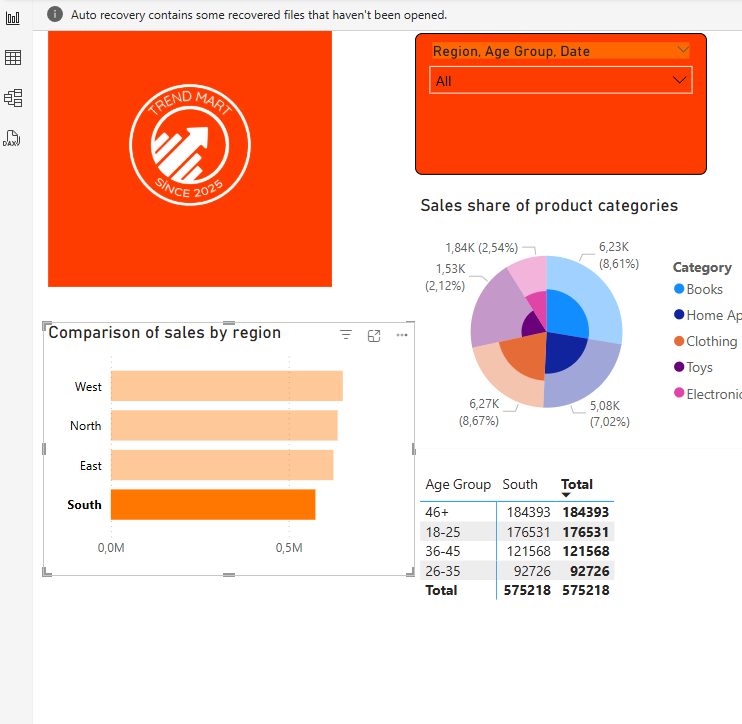 Auto recovery contains some recovered files that haven't been opened.
DAX
TREND MART
SINCE 2025
Region, Age Group, Date
All
Sales share of product categories
1,84K (2,54%)
6,23K
(8,61%)
1,53K
(2,12%)
6,27K
(8,67%)
5,08K
(7,02%)
Category
Books
Home Ap
Clothing
Toys
Electronic
Comparison of sales by region
West
North
East
South
0,0M 0,5M
Age Group South Total
46+ 184393 184393
18-25 176531 176531
36-45 121568 121568
26-35 92726 92726
Total 575218 575218